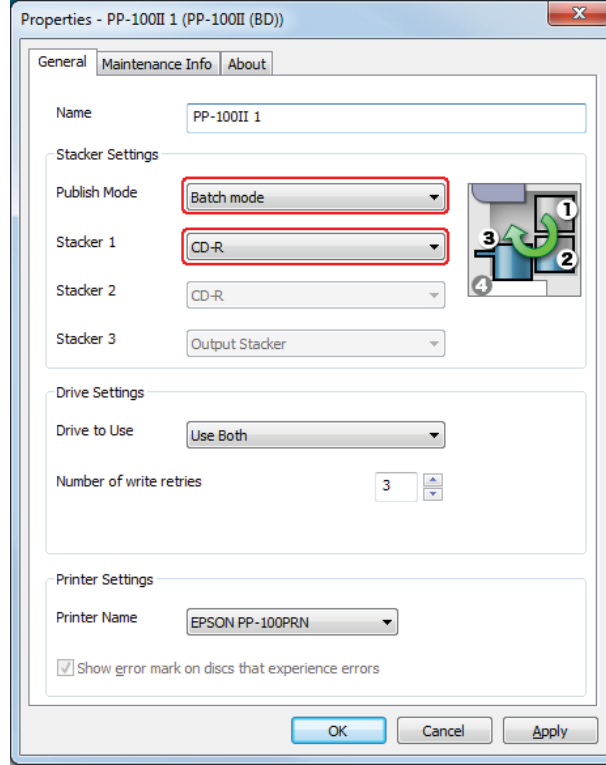 Properties - PP-100II 1 (PP-100II (BD))
General Maintenance Info About
Name PP-100II 1
Stacker Settings
Publish Mode Batch mode
Stacker 1 CD-R
1
3
2
4
Stacker 2 CD-R
Stacker 3 Output Stacker
Drive Settings
Drive to Use Use Both
Number of write retries 3
Printer Settings
Printer Name EPSON PP-100PRN
Show error mark on discs that experience errors
OK Cancel Apply